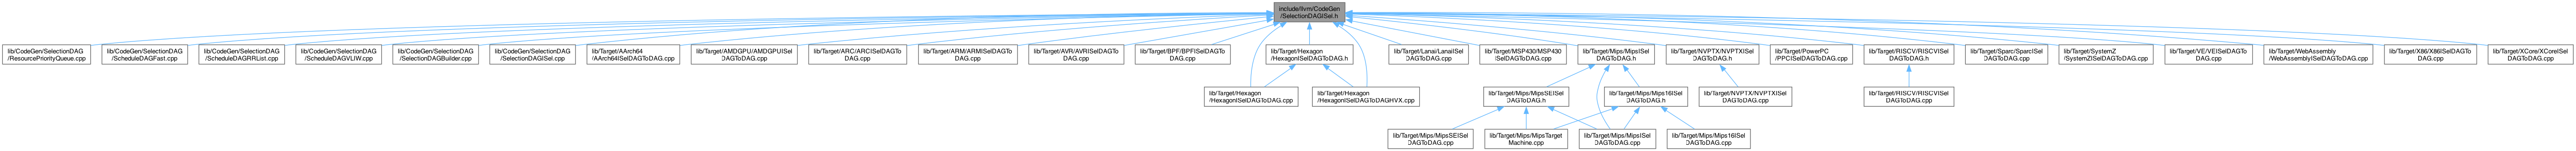 include/llvm/CodeGen
/SelectionDAGISel.h
lib/CodeGen/SelectionDAG
/ResourcePriorityQueue.cpp
lib/CodeGen/SelectionDAG
/ScheduleDAGFast.cpp
lib/CodeGen/SelectionDAG
/ScheduleDAGRRList.cpp
lib/CodeGen/SelectionDAG
/ScheduleDAGVLIW.cpp
lib/CodeGen/SelectionDAG
/SelectionDAGBuilder.cpp
lib/CodeGen/SelectionDAG
/SelectionDAGISel.cpp
lib/Target/AArch64
/AArch64ISelDAGToDAG.cpp
lib/Target/AMDGPU/AMDGPUISel
DAGToDAG.cpp
lib/Target/ARC/ARCISelDAGTo
DAG.cpp
lib/Target/ARM/ARMISelDAGTo
DAG.cpp
lib/Target/AVR/AVRISelDAGTo
DAG.cpp
lib/Target/BPF/BPFISelDAGTo
DAG.cpp
lib/Target/Hexagon
/HexagonISelDAGToDAG.h
lib/Target/Lanai/LanaiISel
DAGToDAG.cpp
lib/Target/MSP430/MSP430
ISelDAGToDAG.cpp
lib/Target/Mips/MipsISel
DAGToDAG.h
lib/Target/NVPTX/NVPTXISel
DAGToDAG.h
lib/Target/PowerPC
/PPCISelDAGToDAG.cpp
lib/Target/RISCV/RISCVISel
DAGToDAG.h
lib/Target/Sparc/SparcISel
DAGToDAG.cpp
lib/Target/SystemZ
/SystemZISelDAGToDAG.cpp
lib/Target/VE/VEISelDAGTo
DAG.cpp
lib/Target/WebAssembly
/WebAssemblyISelDAGToDAG.cpp
lib/Target/X86/X86ISelDAGTo
DAG.cpp
lib/Target/XCore/XCoreISel
DAGToDAG.cpp
lib/Target/Hexagon
/HexagonISelDAGToDAG.cpp
lib/Target/Hexagon
/HexagonISelDAGToDAGHVX.cpp
lib/Target/Mips/MipsSEISel
DAGToDAG.h
lib/Target/Mips/Mips16ISel
DAGToDAG.h
lib/Target/NVPTX/NVPTXISel
DAGToDAG.cpp
lib/Target/RISCV/RISCVISel
DAGToDAG.cpp
lib/Target/Mips/MipsSEISel
DAGToDAG.cpp
lib/Target/Mips/MipsTarget
Machine.cpp
lib/Target/Mips/MipsISel
DAGToDAG.cpp
lib/Target/Mips/Mips16ISel
DAGToDAG.cpp